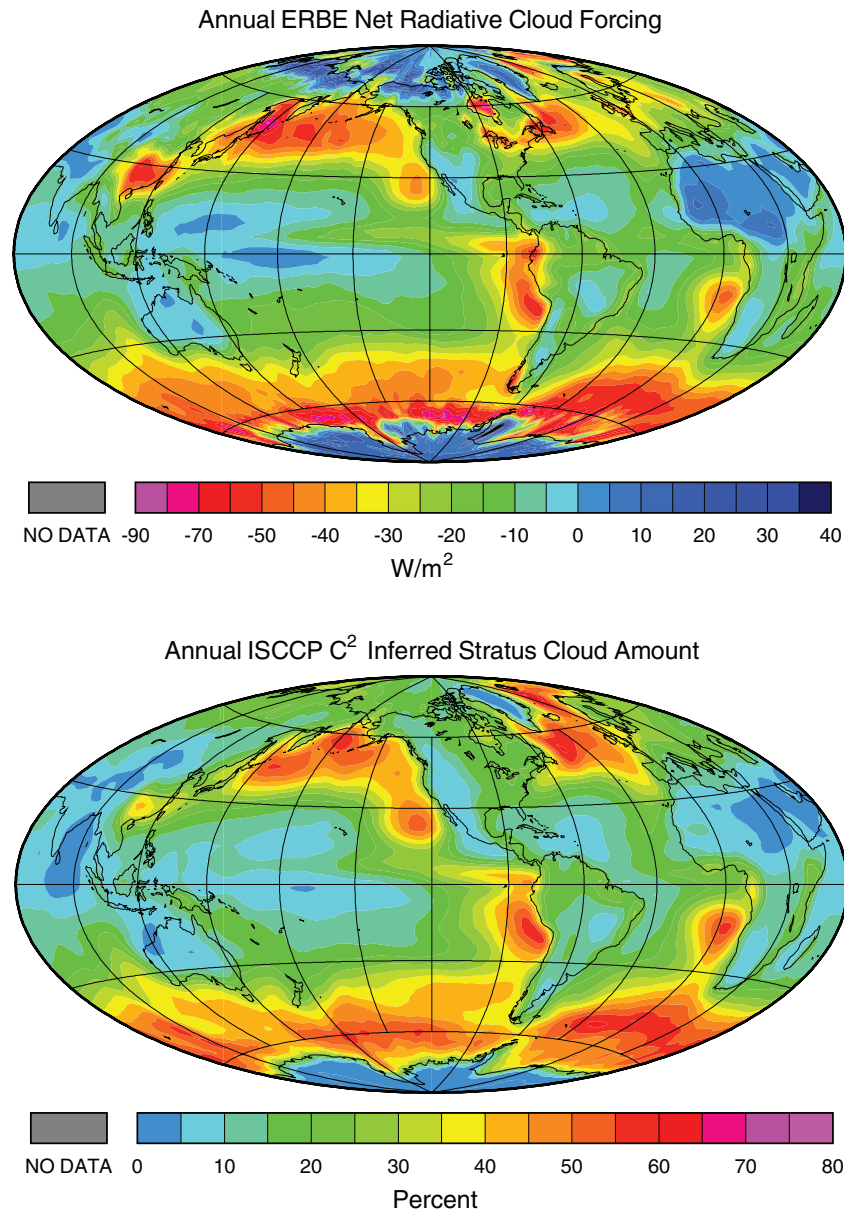 Annual ERBE Net Radiative Cloud Forcing
NO DATA -90 -70 -50 -40 -30 -20 -10 0 10 20 30 40
W/m²
Annual ISCCP C² Inferred Stratus Cloud Amount
NO DATA 0 10 20 30 40 50 60 70 80
Percent